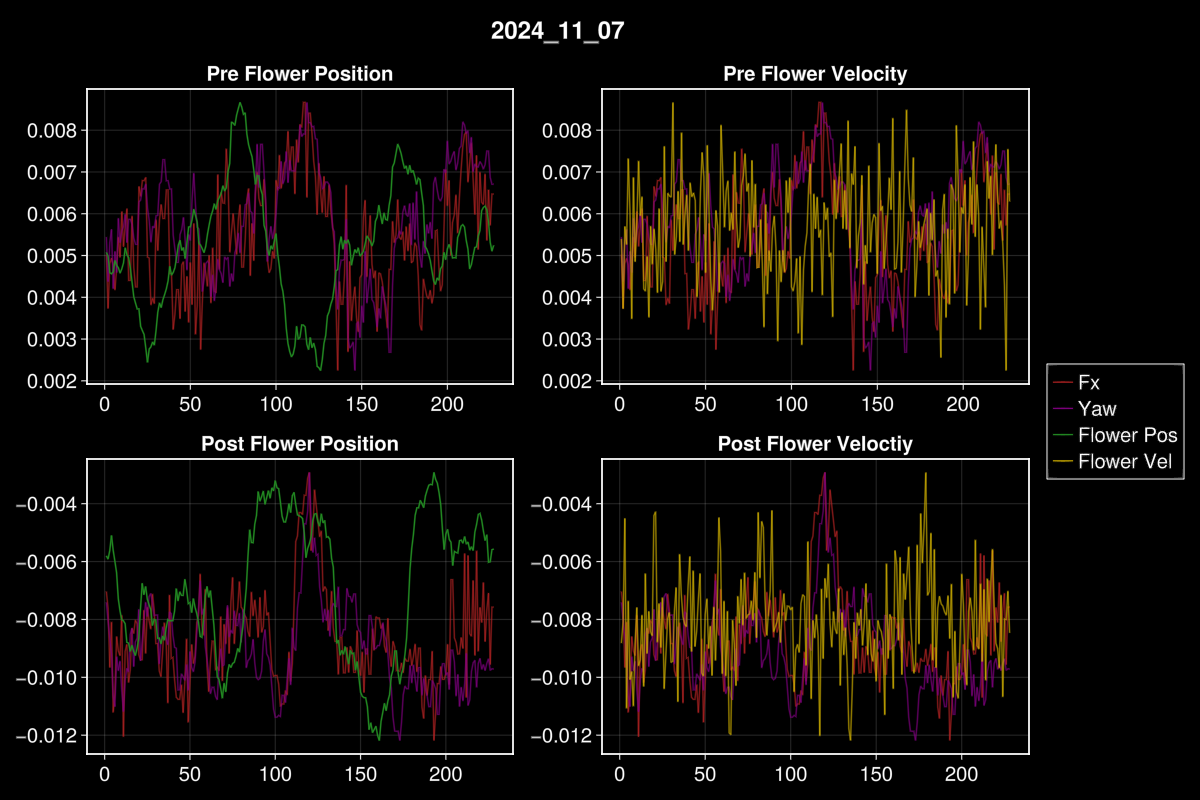 2024_11_07
Pre Flower Position
Pre Flower Velocity
0.008
0.007
0.006
0.005
0.004
0.003
0.002
0 50 100 150 200
0.008
0.007
0.006
0.005
0.004
0.003
0.002
0 50 100 150 200
Fx
Yaw
Flower Pos
Flower Vel
Post Flower Position
Post Flower Veloctiy
−0.004
−0.006
−0.008
−0.010
−0.012
0 50 100 150 200
−0.004
−0.006
−0.008
−0.010
−0.012
0 50 100 150 200